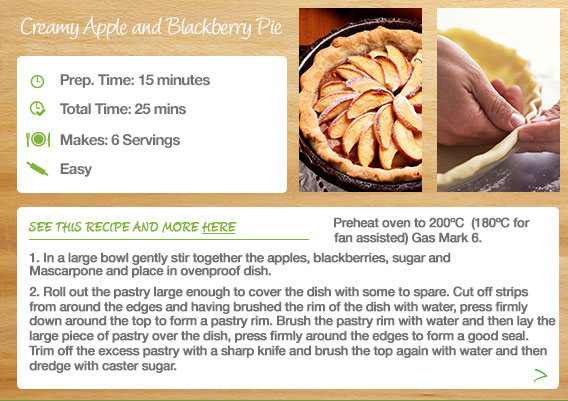 Creamy Apple and Blackberry Pie
Prep. Time: 15 minutes
Total Time: 25 mins
Makes: 6 Servings
Easy
SEE THIS RECIPE AND MORE HERE
Preheat oven to 200ºC (180ºC for
fan assisted) Gas Mark 6.
1. In a large bowl gently stir together the apples, blackberries, sugar and
Mascarpone and place in ovenproof dish.
2. Roll out the pastry large enough to cover the dish with some to spare. Cut off strips
from around the edges and having brushed the rim of the dish with water, press firmly
down around the top to form a pastry rim. Brush the pastry rim with water and then lay the
large piece of pastry over the dish, press firmly around the edges to form a good seal.
Trim off the excess pastry with a sharp knife and brush the top again with water and then
dredge with caster sugar.